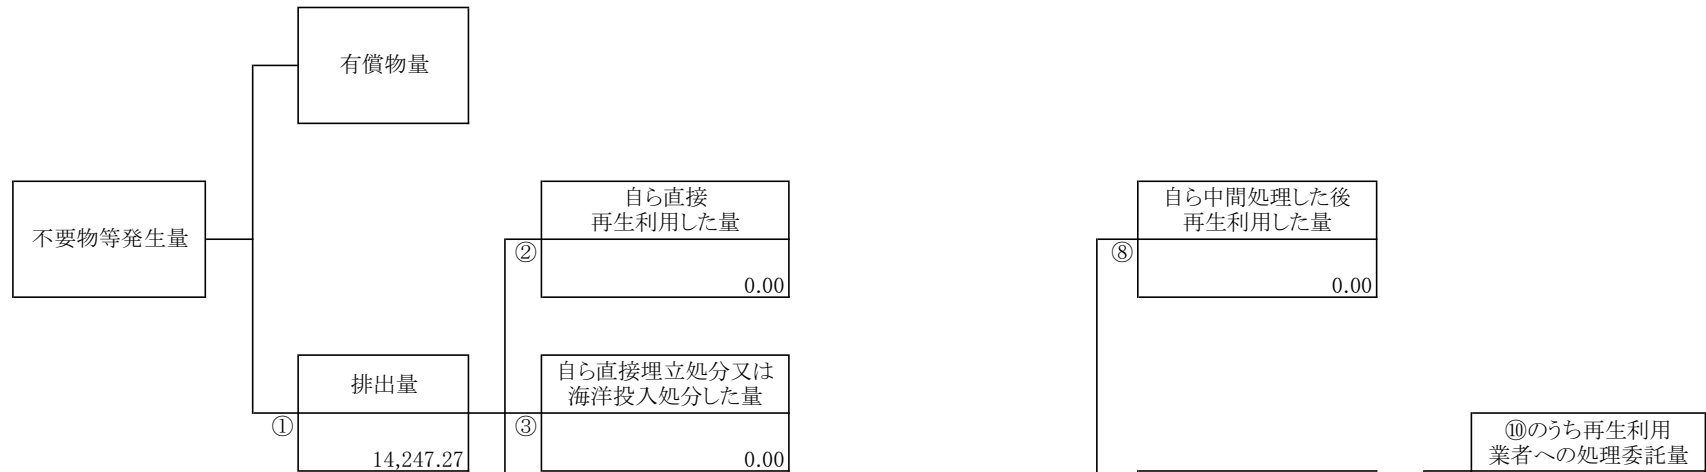 有償物量
不要物等発生量
自ら直接
再生利用した量
②
0.00
自ら中間処理した後
再生利用した量
⑧
0.00
排出量
①
14,247.27
自ら直接埋立処分又は
海洋投入処分した量
③
0.00
⑩のうち再生利用
業者への処理委託量